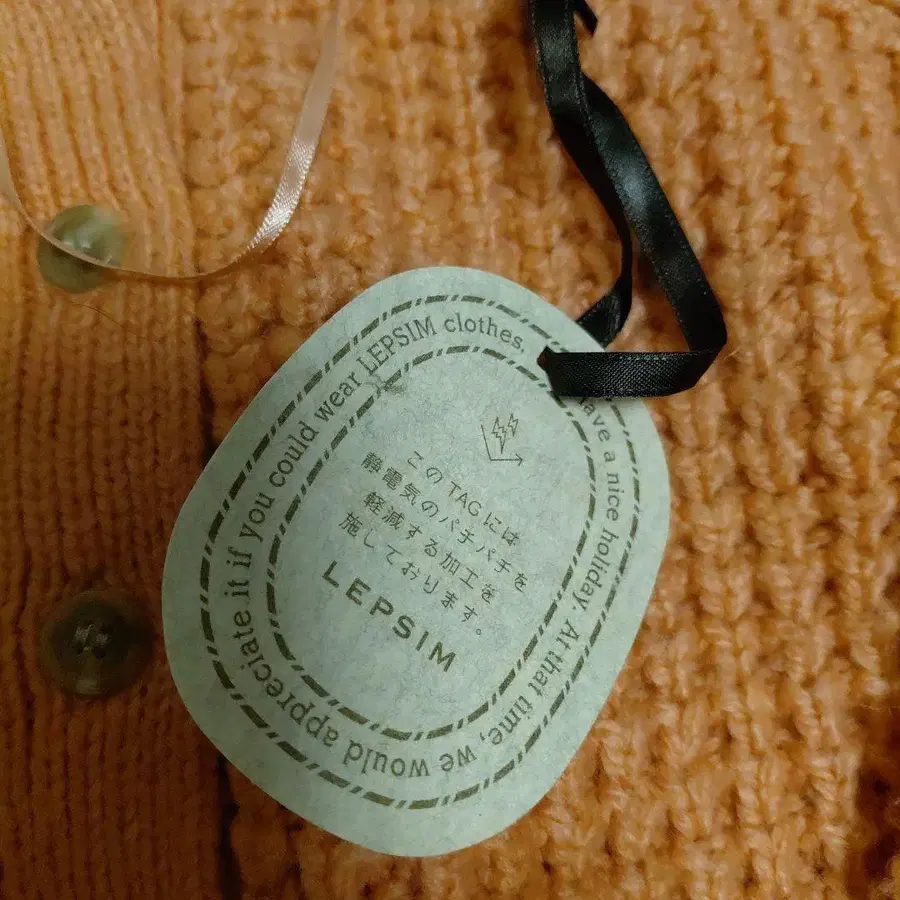 ave a nice holiday. At that time, we would appreciate it if you could wear LEPSIM clothes.
このTAGには
静電気のパチパチを
軽減する加工を
施しております。
LEPSIM